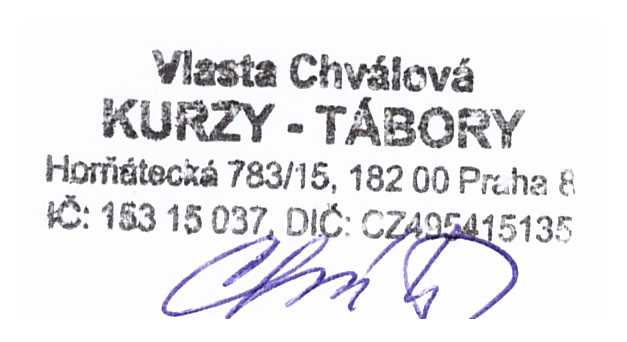 Vlasta Chválová
KURZY - TÁBORY
Horňátecká 783/15, 182 00 Praha 8
IČ: 153 15 037, DIČ: CZ495415135